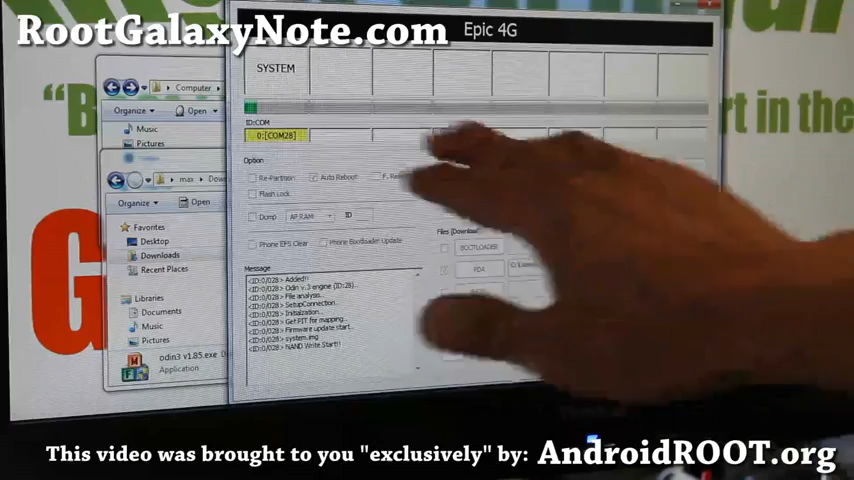 RootGalaxyNote.com
Epic 4G
SYSTEM
Computer
Organize
Open
Music
Pictures
ID:COM
0:[COM28]
Option
Re-Partition
Auto Reboot
Flash Lock
Dump
AP RAM
ID
Phone EFS Clear
Phone Bootloader Update
max
Organize
Open
Favorites
Desktop
Downloads
Recent Places
Libraries
Documents
Music
Pictures
odin3 v1.85.exe
Application
Message
<ID:0/028> Added!!
<ID:0/028> Odin v.3 engine (ID:28)..
<ID:0/028> File analysis..
<ID:0/028> SetupConnection..
<ID:0/028> Initialzation..
<ID:0/028> Get PIT for mapping..
<ID:0/028> Firmware update start..
<ID:0/028> system.img
<ID:0/028> NAND Write Start!!
Files [Download]
BOOTLOADER
PDA
rt in the
This video was brought to you "exclusively" by: AndroidROOT.org